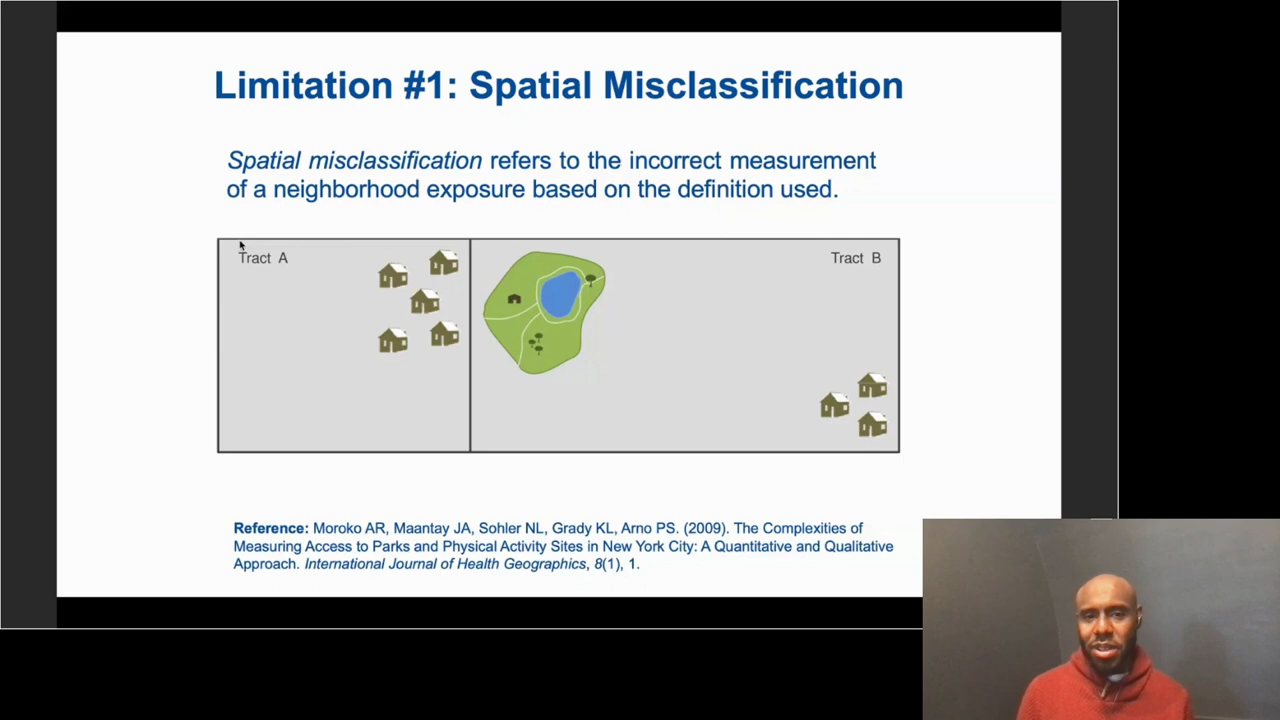 Limitation #1: Spatial Misclassification
Spatial misclassification refers to the incorrect measurement
of a neighborhood exposure based on the definition used.
Tract A
Tract B
Reference: Moroko AR, Maantay JA, Sohler NL, Grady KL, Arno PS. (2009). The Complexities of
Measuring Access to Parks and Physical Activity Sites in New York City: A Quantitative and Qualitative
Approach. International Journal of Health Geographics, 8(1), 1.